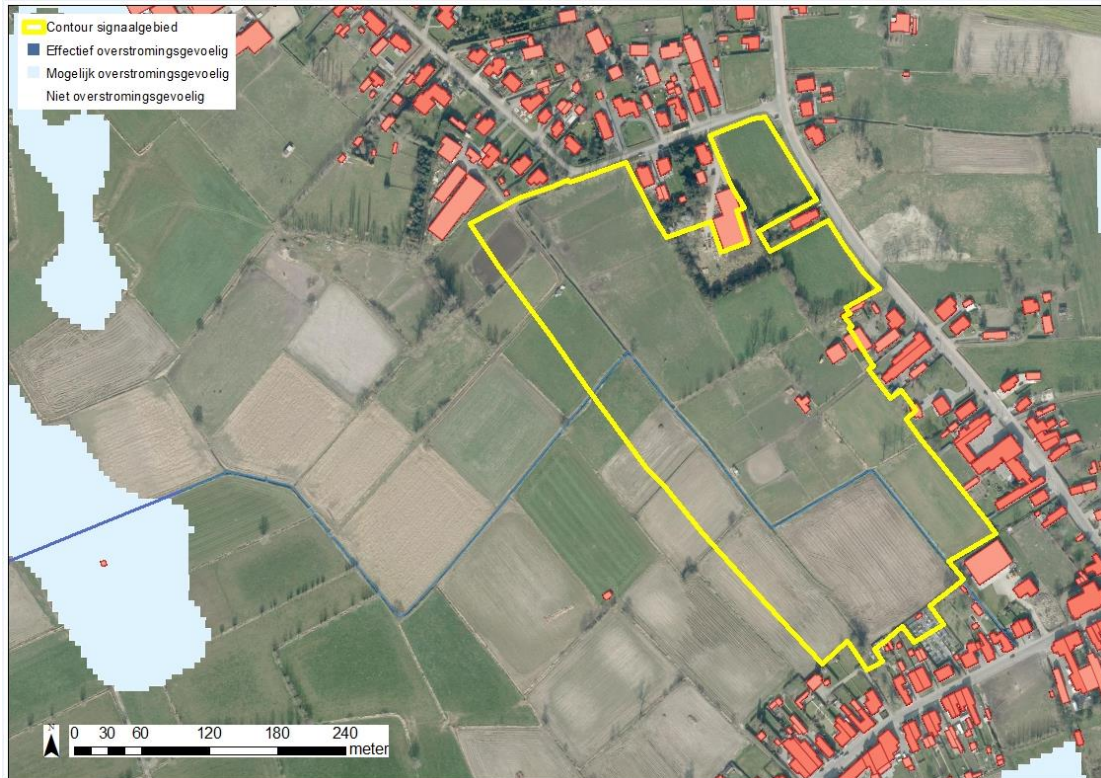 Contour signaalgebied
Effectief overstromingsgevoelig
Mogelijk overstromingsgevoelig
Niet overstromingsgevoelig
N
0 30 60 120 180 240
meter